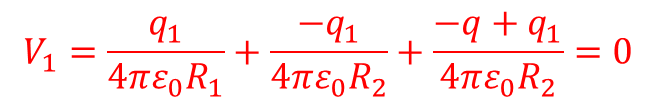 V₁ = q₁/(4πε₀R₁) + −q₁/(4πε₀R₂) + (−q + q₁)/(4πε₀R₂) = 0